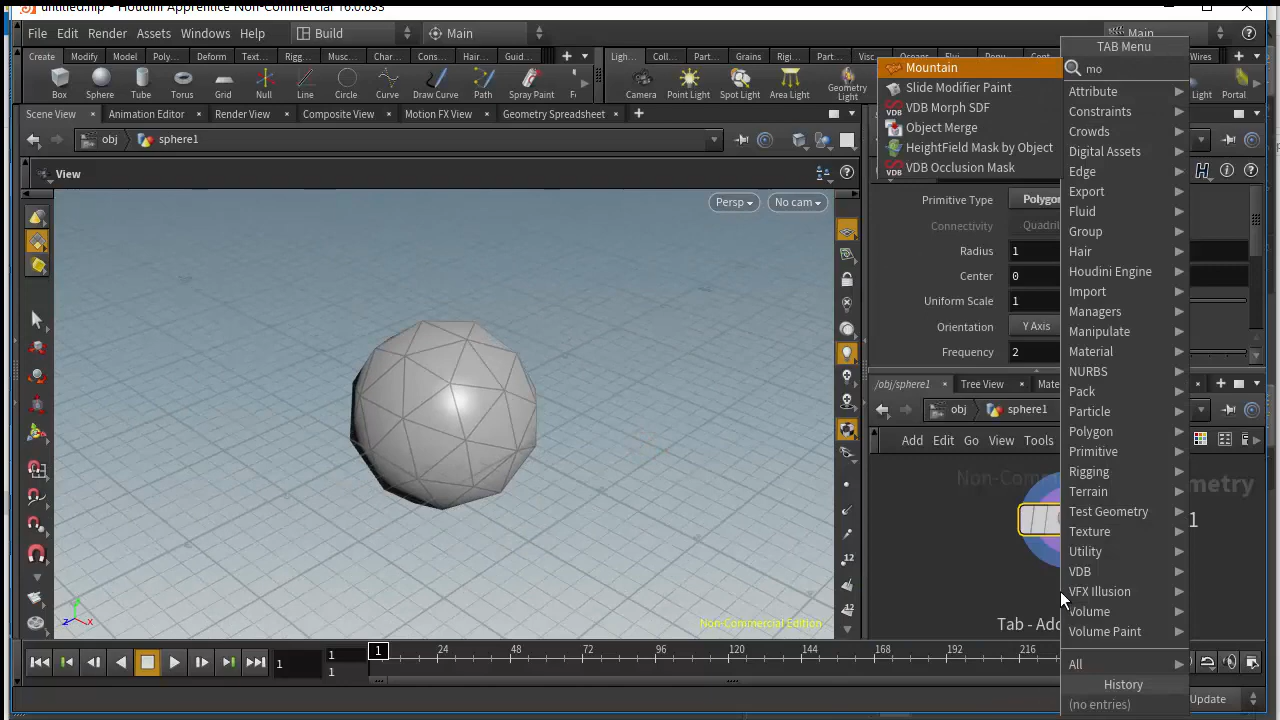 untitled.hip - Houdini Apprentice Non-Commercial 16.0.633
File Edit Render Assets Windows Help Build Main Main
Create Modify Model Poly... Deform Text... Rigg... Mus... Char... Cons... Hair... Guid... Ligh... Coll... Part... Grains
Box Sphere Tube Torus Grid Null Line Circle Curve Draw Curve Path Spray Paint Camera Point Light Spot Light Area Light Geometry Light Portal
Scene View Animation Editor Render View Composite View Motion FX View Geometry Spreadsheet
obj sphere1
View
Persp No cam
Non-Commercial Edition
TAB Menu
mo
Mountain
Slide Modifier Paint
VDB Morph SDF
Object Merge
HeightField Mask by Object
VDB Occlusion Mask
Attribute
Constraints
Crowds
Digital Assets
Edge
Export
Fluid
Group
Hair
Houdini Engine
Import
Managers
Manipulate
Material
NURBS
Pack
Particle
Polygon
Primitive
Rigging
Terrain
Test Geometry
Texture
Utility
VDB
VFX Illusion
Volume
Volume Paint
All
History
(no entries)
Primitive Type
Connectivity
Radius 1
Center 0
Uniform Scale 1
Orientation Y Axis
Frequency 2
/obj/sphere1 Tree View
obj sphere1
Add Edit Go View Tools
1 1 1 1 24 48 72 96 120 144 168 192 216
Update